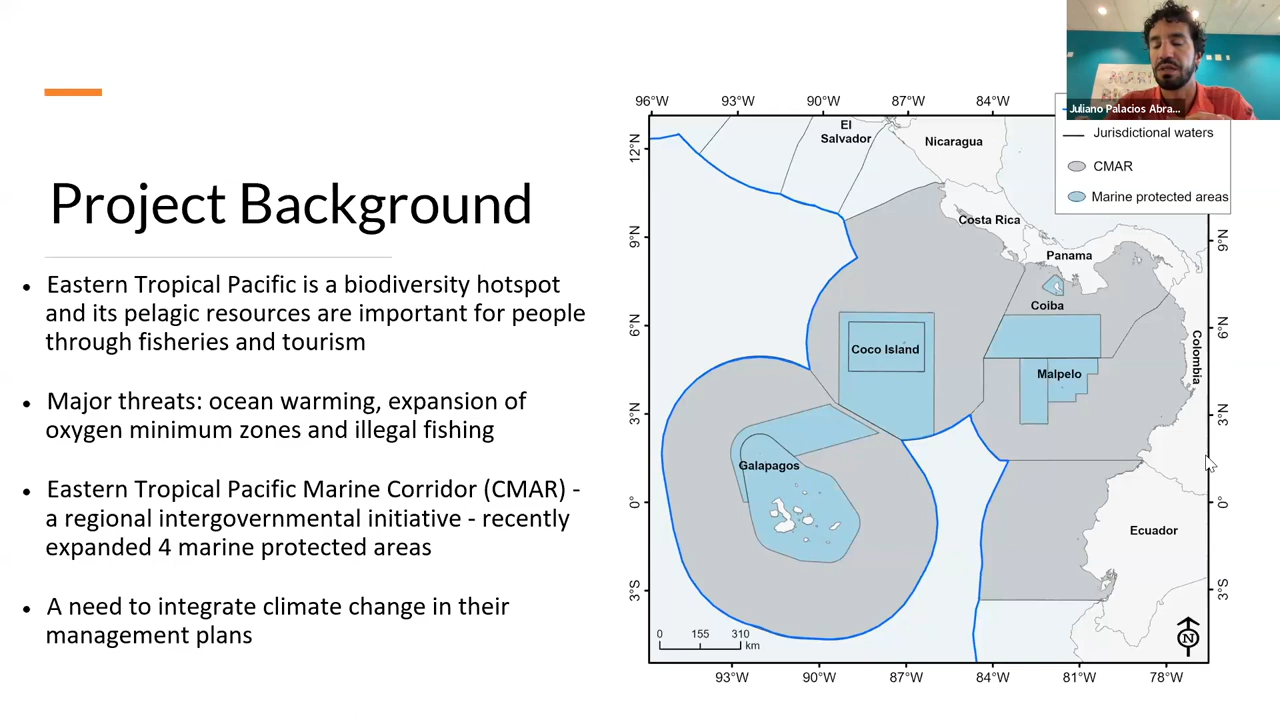 Project Background
• Eastern Tropical Pacific is a biodiversity hotspot
and its pelagic resources are important for people
through fisheries and tourism
• Major threats: ocean warming, expansion of
oxygen minimum zones and illegal fishing
• Eastern Tropical Pacific Marine Corridor (CMAR) -
a regional intergovernmental initiative - recently
expanded 4 marine protected areas
• A need to integrate climate change in their
management plans
Juliano Palacios Abra...
96°W 93°W 90°W 87°W 84°W
Jurisdictional waters
CMAR
Marine protected areas
12°N
9°N
6°N
3°N
0°
3°S
El
Salvador
Nicaragua
Costa Rica
Panama
Coiba
Coco Island
Malpelo
Colombia
Galapagos
Ecuador
9°N
6°N
3°N
0°
3°S
0 155 310
km
N
93°W 90°W 87°W 84°W 81°W 78°W